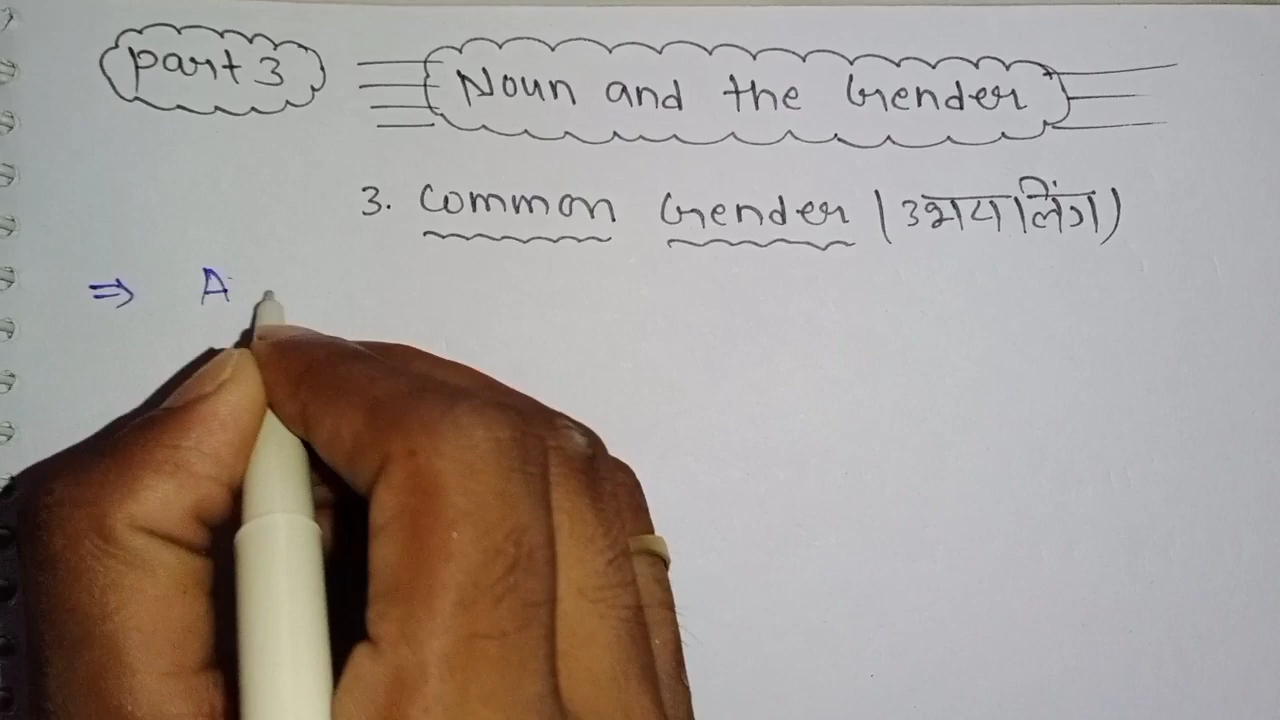 Part 3
Noun and the Gender
3. Common Gender (उभयलिंग)
⇒ A